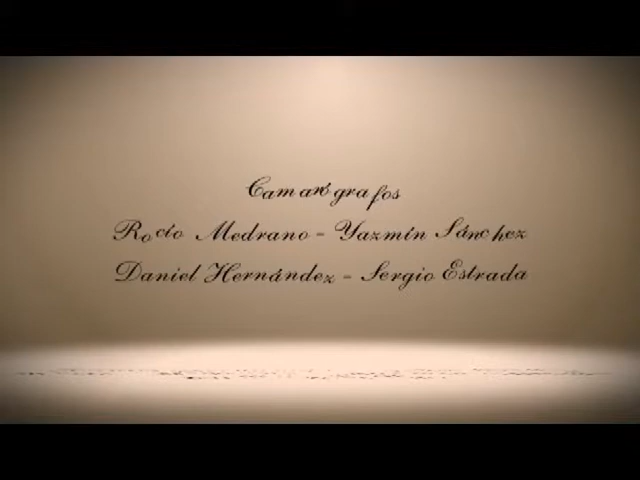 Camarógrafos
Rocío Medrano - Yazmín Sánchez
Daniel Hernández - Sergio Estrada